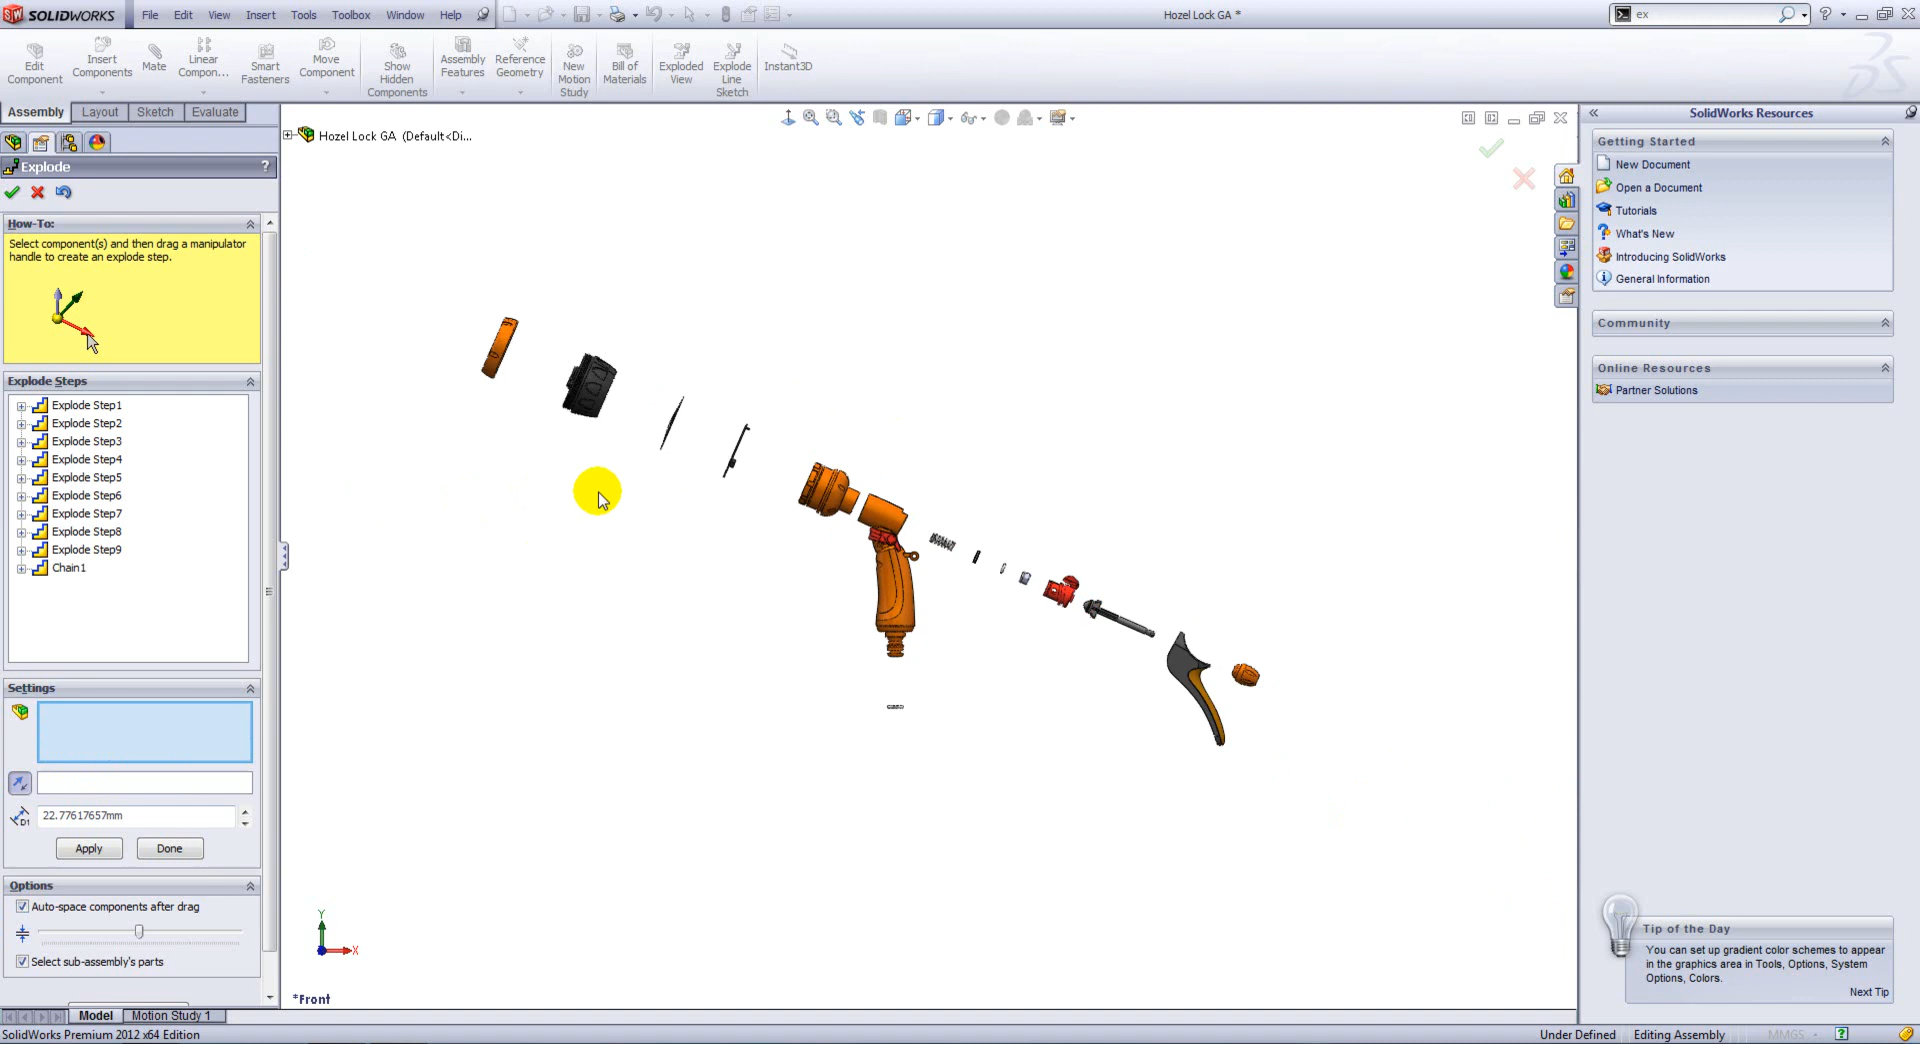 SOLIDWORKS File Edit View Insert Tools Toolbox Window Help
Hozel Lock GA *
ex
Edit Component
Insert Components
Mate
Linear Compon...
Smart Fasteners
Move Component
Show Hidden Components
Assembly Features
Reference Geometry
New Motion Study
Bill of Materials
Exploded View
Explode Line Sketch
Instant3D
Assembly Layout Sketch Evaluate
Hozel Lock GA (Default<Di...
Explode ?
How-To:
Select component(s) and then drag a manipulator
handle to create an explode step.
Explode Steps
Explode Step1
Explode Step2
Explode Step3
Explode Step4
Explode Step5
Explode Step6
Explode Step7
Explode Step8
Explode Step9
Chain1
Settings
D1
22.77617657mm
Apply Done
Options
Auto-space components after drag
Select sub-assembly's parts
Y
X
*Front
Model Motion Study 1
SolidWorks Premium 2012 x64 Edition
Under Defined Editing Assembly MMGS
SolidWorks Resources
Getting Started
New Document
Open a Document
Tutorials
What's New
Introducing SolidWorks
General Information
Community
Online Resources
Partner Solutions
Tip of the Day
You can set up gradient color schemes to appear
in the graphics area in Tools, Options, System
Options, Colors.
Next Tip